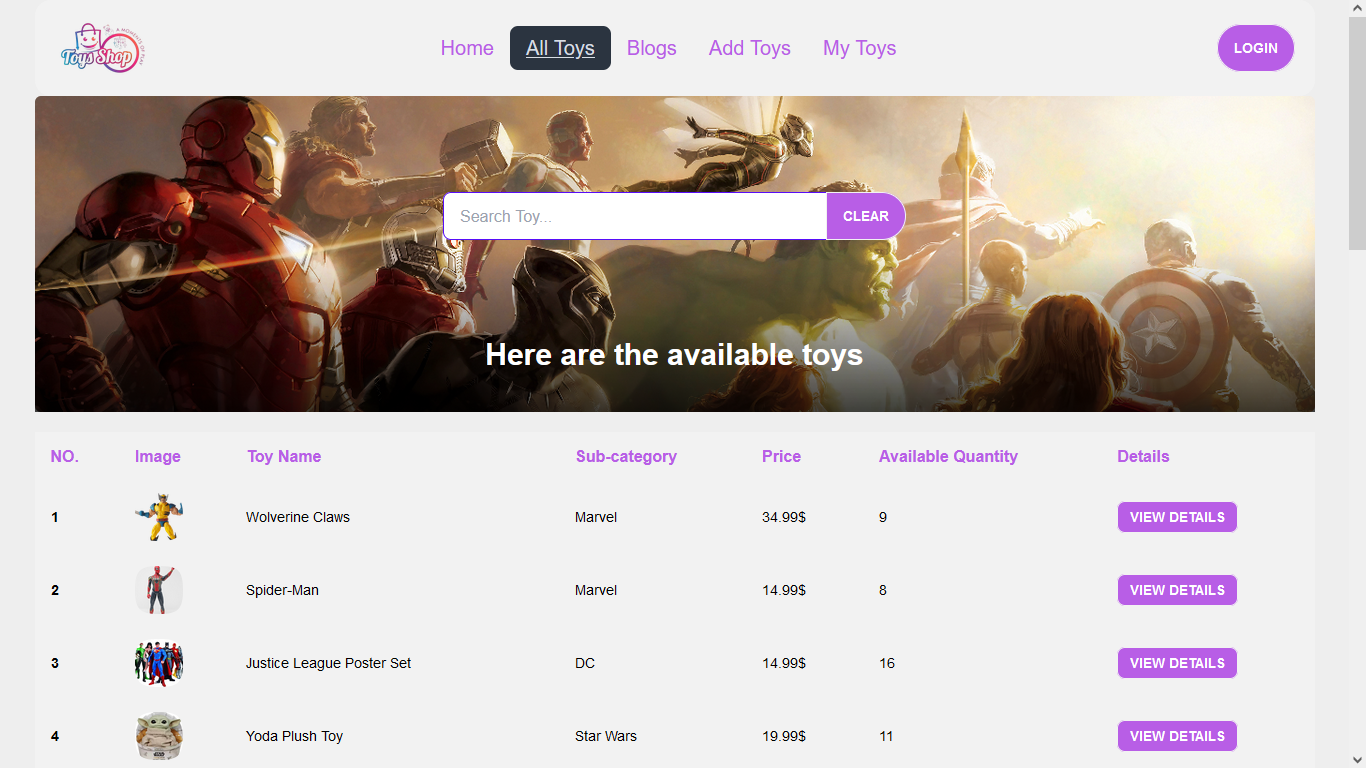 A MOMENTS OF PLAY
Toys Shop
Home All Toys Blogs Add Toys My Toys LOGIN
Search Toy... CLEAR
Here are the available toys
NO. Image Toy Name Sub-category Price Available Quantity Details
1 Wolverine Claws Marvel 34.99$ 9 VIEW DETAILS
2 Spider-Man Marvel 14.99$ 8 VIEW DETAILS
3 Justice League Poster Set DC 14.99$ 16 VIEW DETAILS
4 Yoda Plush Toy Star Wars 19.99$ 11 VIEW DETAILS